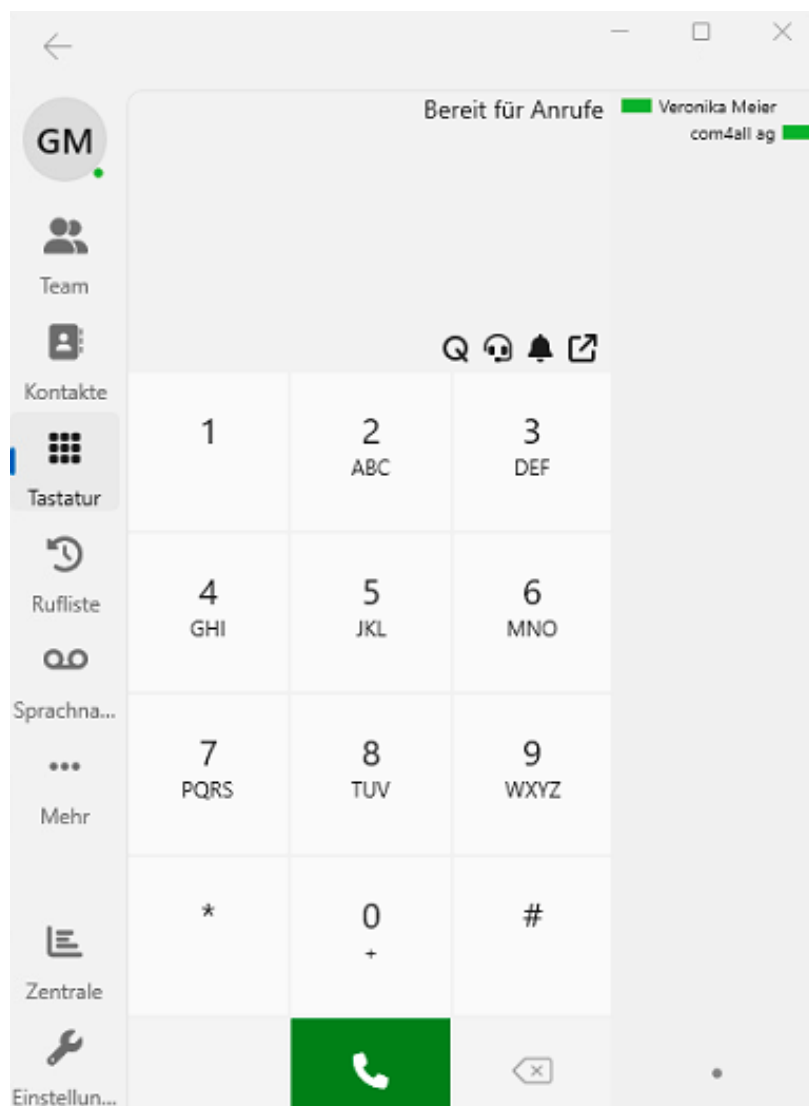 GM
Team
Kontakte
Tastatur
Rufliste
Sprachna...
Mehr
Zentrale
Einstellun...
Bereit für Anrufe
Veronika Meier
com4all ag
1
2
ABC
3
DEF
4
GHI
5
JKL
6
MNO
7
PQRS
8
TUV
9
WXYZ
*
0
+
#